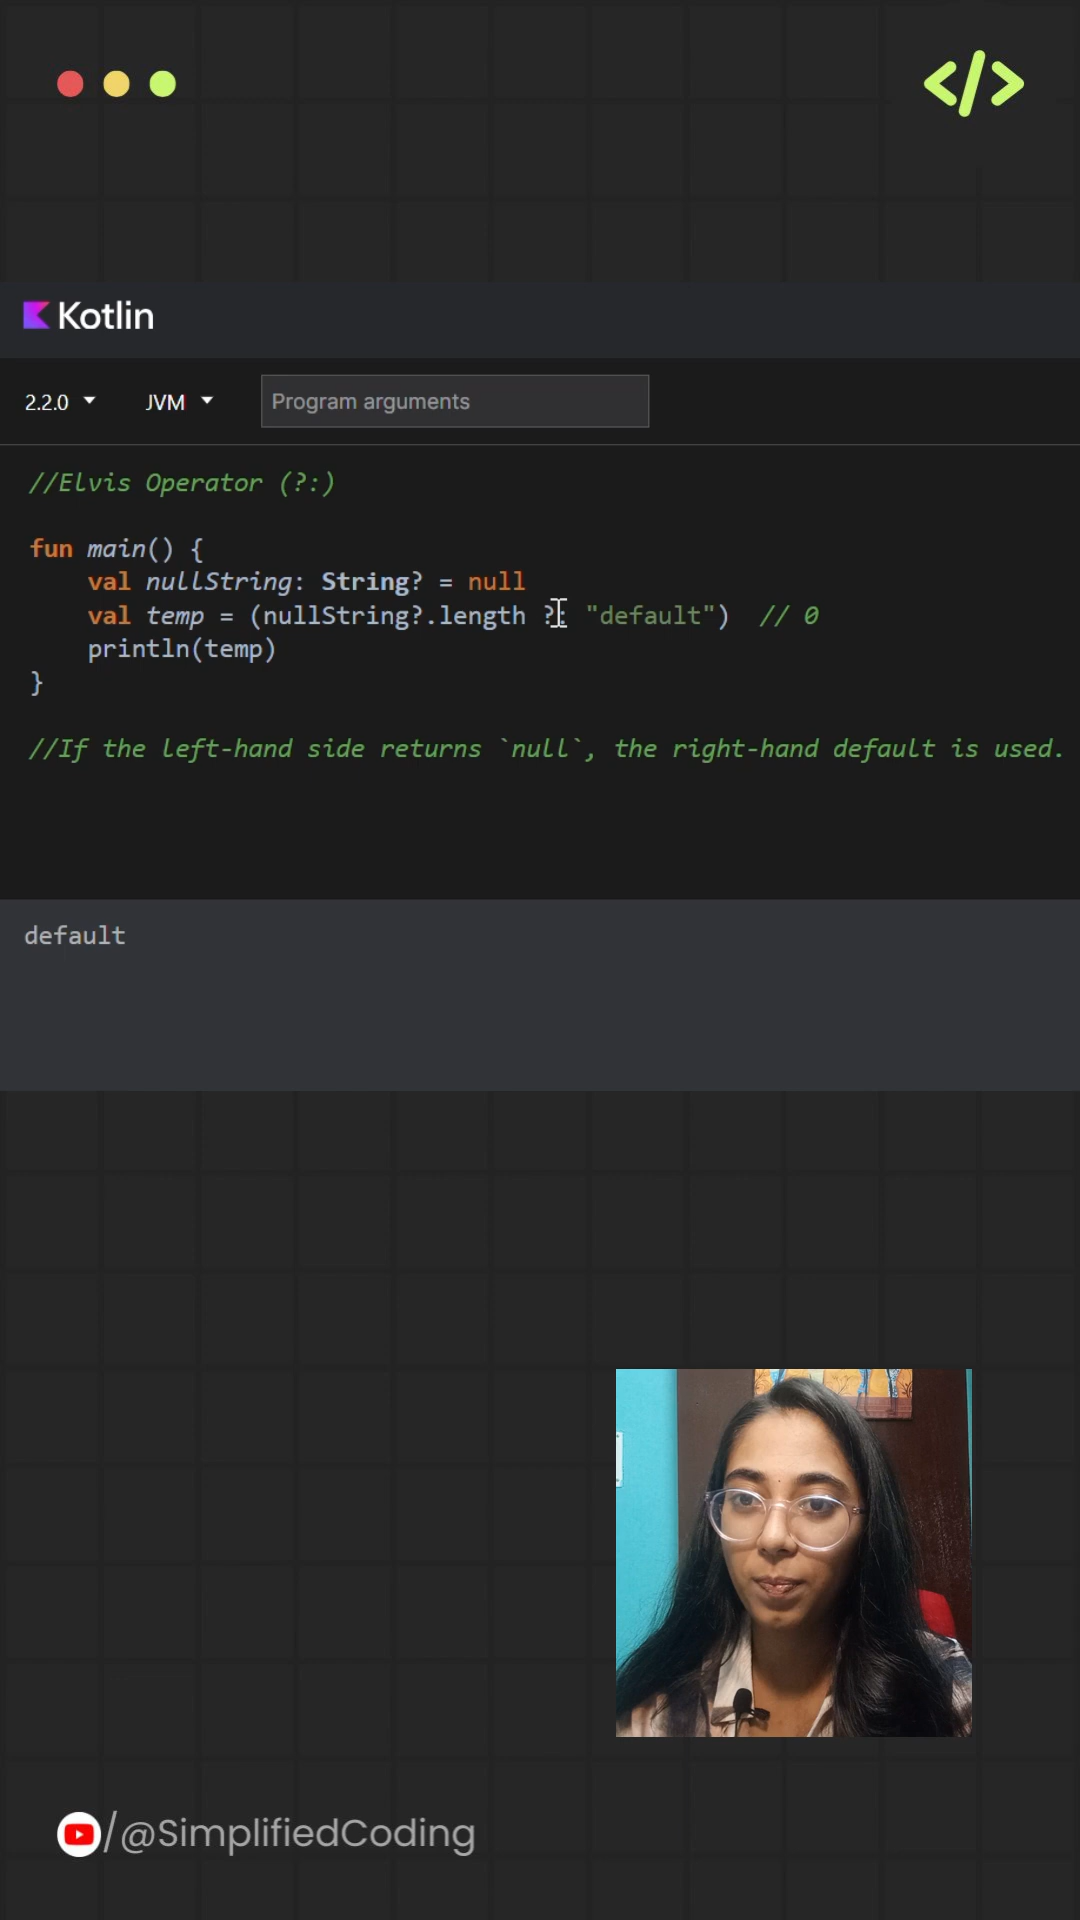 </>
Kotlin
2.2.0 JVM Program arguments
//Elvis Operator (?:)
fun main() {
val nullString: String? = null
val temp = (nullString?.length ?: "default") // 0
println(temp)
}
//If the left-hand side returns `null`, the right-hand default is used.
default
/@SimplifiedCoding